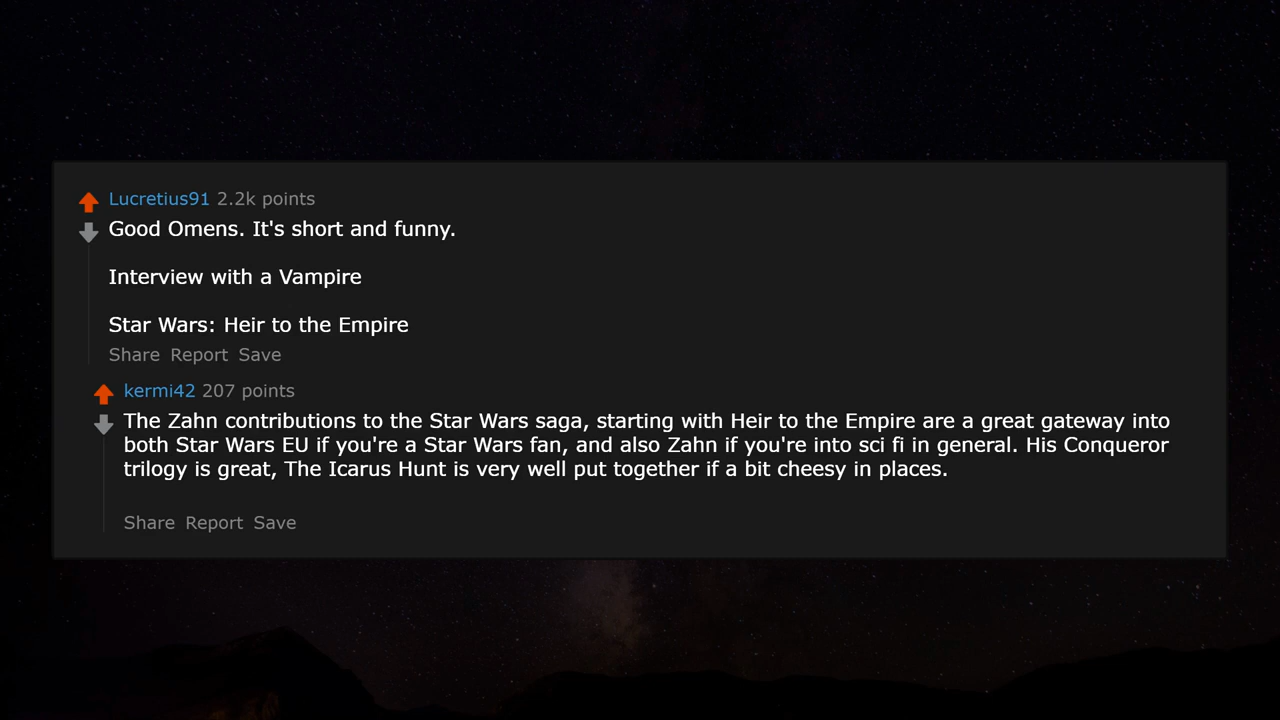 Lucretius91 2.2k points
Good Omens. It's short and funny.
Interview with a Vampire
Star Wars: Heir to the Empire
Share Report Save
kermi42 207 points
The Zahn contributions to the Star Wars saga, starting with Heir to the Empire are a great gateway into
both Star Wars EU if you're a Star Wars fan, and also Zahn if you're into sci fi in general. His Conqueror
trilogy is great, The Icarus Hunt is very well put together if a bit cheesy in places.
Share Report Save